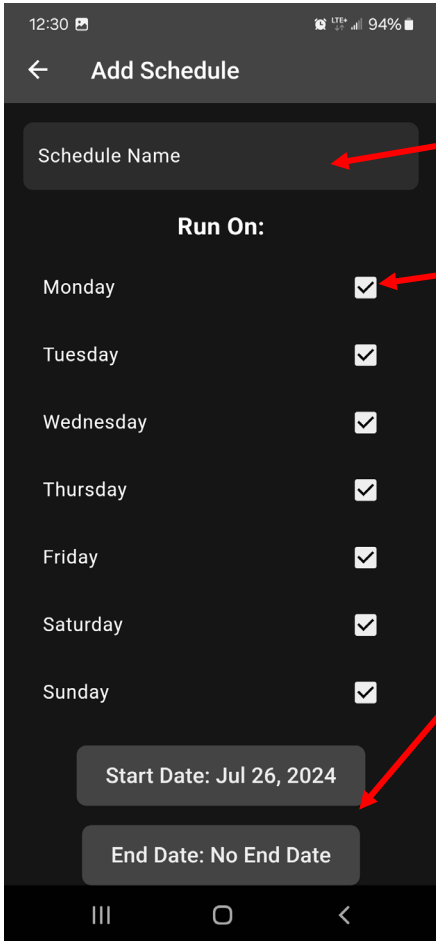 12:30 LTE+ 94%
Add Schedule
Schedule Name
Run On:
Monday
Tuesday
Wednesday
Thursday
Friday
Saturday
Sunday
Start Date: Jul 26, 2024
End Date: No End Date